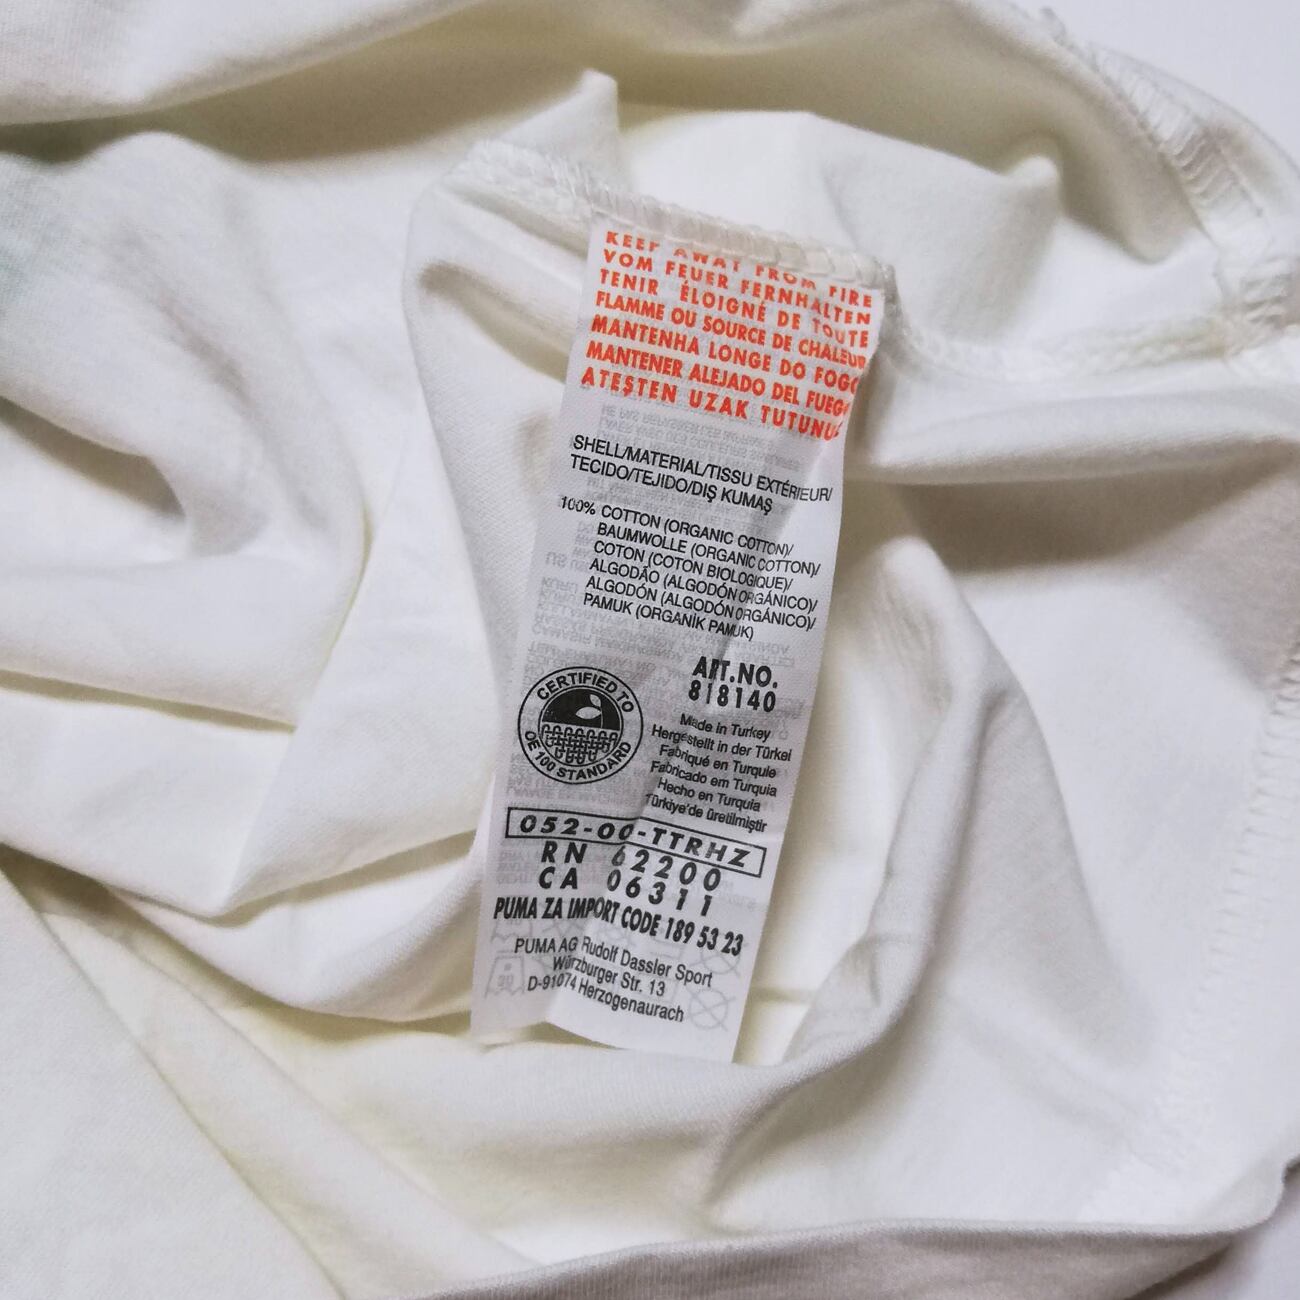 KEEP AWAY FROM FIRE
VOM FEUER FERNHALTEN
TENIR ÉLOIGNÉ DE TOUTE
FLAMME OU SOURCE DE CHALEUR
MANTENHA LONGE DO FOGO
MANTENER ALEJADO DEL FUEGO
ATEŞTEN UZAK TUTUNUZ
SHELL/MATERIAL/TISSU EXTÉRIEUR/
TECIDO/TEJIDO/DIŞ KUMAŞ
100% COTTON (ORGANIC COTTON)/
BAUMWOLLE (ORGANIC COTTON)/
COTON (COTON BIOLOGIQUE)/
ALGODÃO (ALGODÓN ORGÁNICO)/
ALGODÓN (ALGODÓN ORGÁNICO)/
PAMUK (ORGANİK PAMUK)
ART.NO.
818140
CERTIFIED TO
OE 100 STANDARD
Made in Turkey
Hergestellt in der Türkei
Fabriqué en Turquie
Fabricado em Turquia
Hecho en Turquia
Türkiye'de üretilmiştir
052-00-TTRHZ
RN 62200
CA 06311
PUMA ZA IMPORT CODE 189 53 23
PUMA AG Rudolf Dassler Sport
Würzburger Str. 13
D-91074 Herzogenaurach